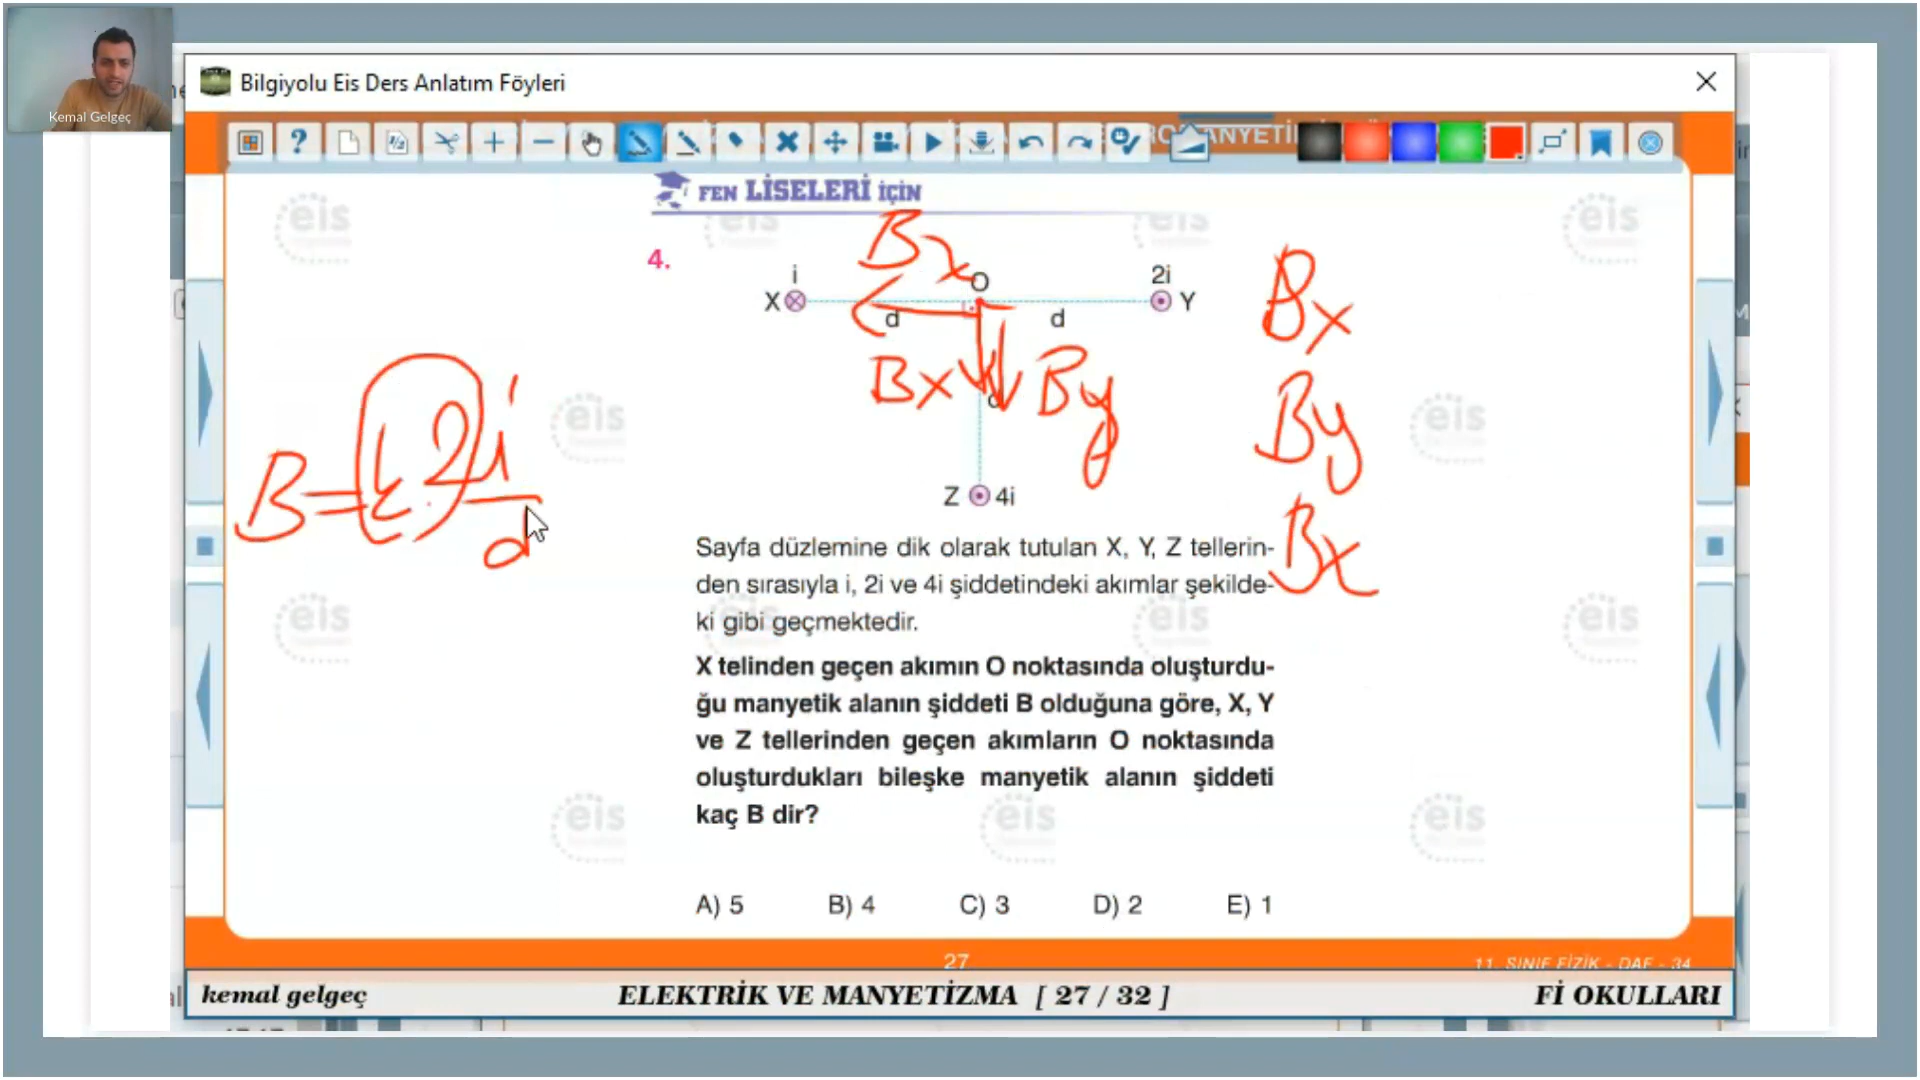 Kemal Gelgeç
Bilgiyolu Eis Ders Anlatım Föyleri
FEN LİSELERİ İÇİN
4.
i
X
O
2i
Y
d
d
Z
4i
Bx
Bx
By
Bx
By
Bx
B = k.2i
d
Sayfa düzlemine dik olarak tutulan X, Y, Z tellerin-
den sırasıyla i, 2i ve 4i şiddetindeki akımlar şekilde-
ki gibi geçmektedir.
X telinden geçen akımın O noktasında oluşturdu-
ğu manyetik alanın şiddeti B olduğuna göre, X, Y
ve Z tellerinden geçen akımların O noktasında
oluşturdukları bileşke manyetik alanın şiddeti
kaç B dir?
A) 5 B) 4 C) 3 D) 2 E) 1
27
11. SINIF FİZİK - DAF - 34
kemal gelgeç ELEKTRİK VE MANYETİZMA [ 27 / 32 ] Fİ OKULLARI